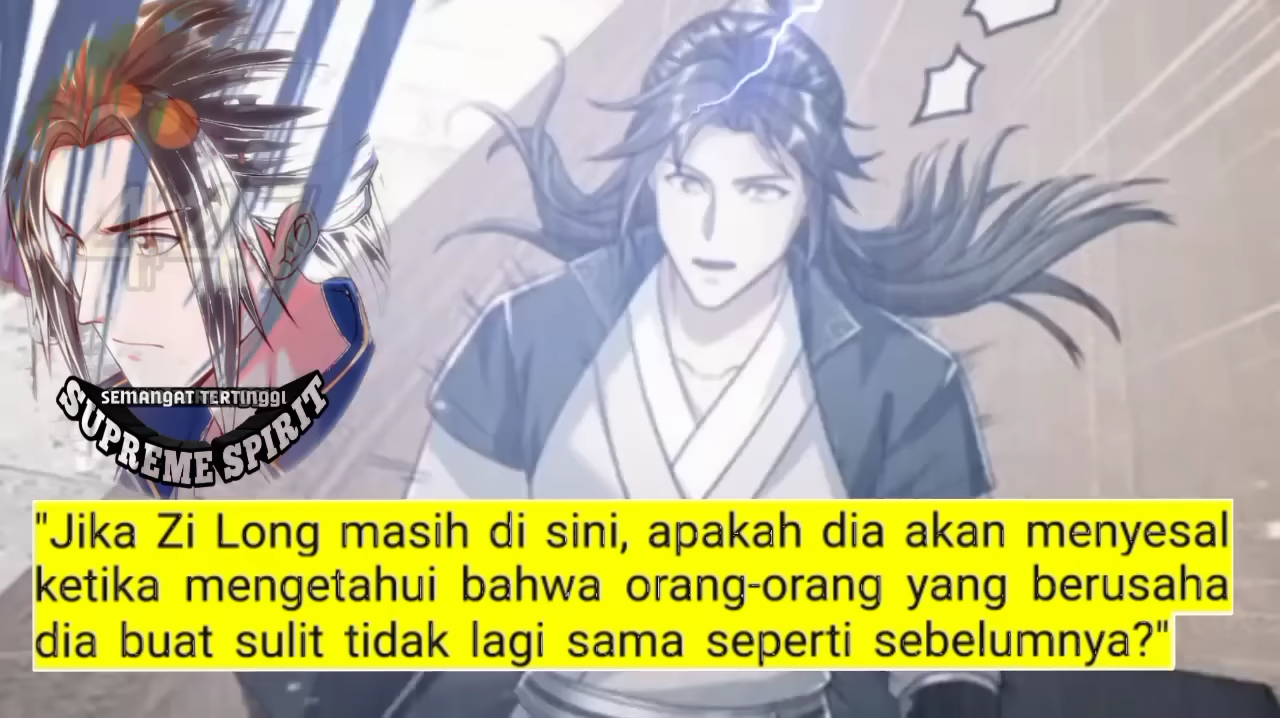 SEMANGAT TERTINGGI
SUPREME SPIRIT
"Jika Zi Long masih di sini, apakah dia akan menyesal
ketika mengetahui bahwa orang-orang yang berusaha
dia buat sulit tidak lagi sama seperti sebelumnya?"